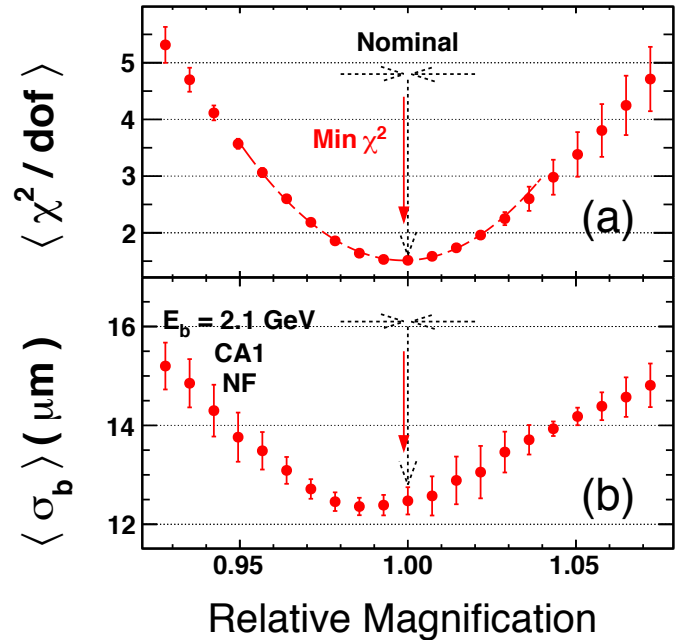 ⟨ χ² / dof ⟩
5
4
3
2
Nominal
Min χ²
(a)
⟨ σ_b ⟩ ( μm )
16
14
12
E_b = 2.1 GeV
CA1
NF
(b)
0.95
1.00
1.05
Relative Magnification